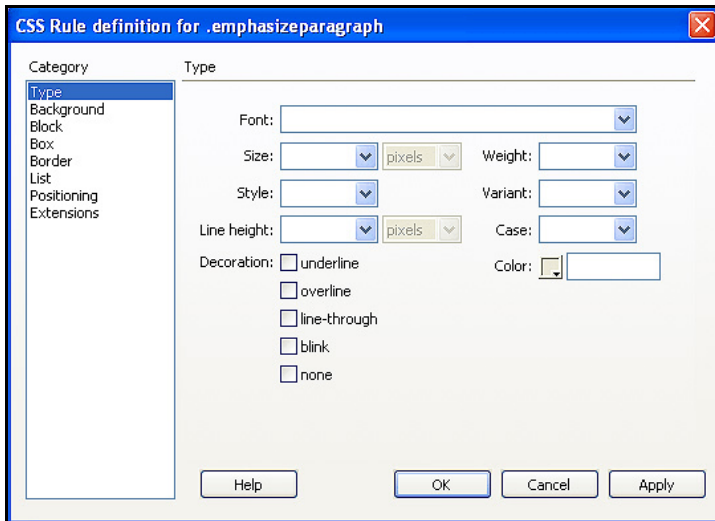 CSS Rule definition for .emphasizeparagraph
Category
Type
Type
Background
Block
Box
Border
List
Positioning
Extensions
Font:
Size: pixels Weight:
Style: Variant:
Line height: pixels Case:
Decoration: underline Color:
overline
line-through
blink
none
Help OK Cancel Apply